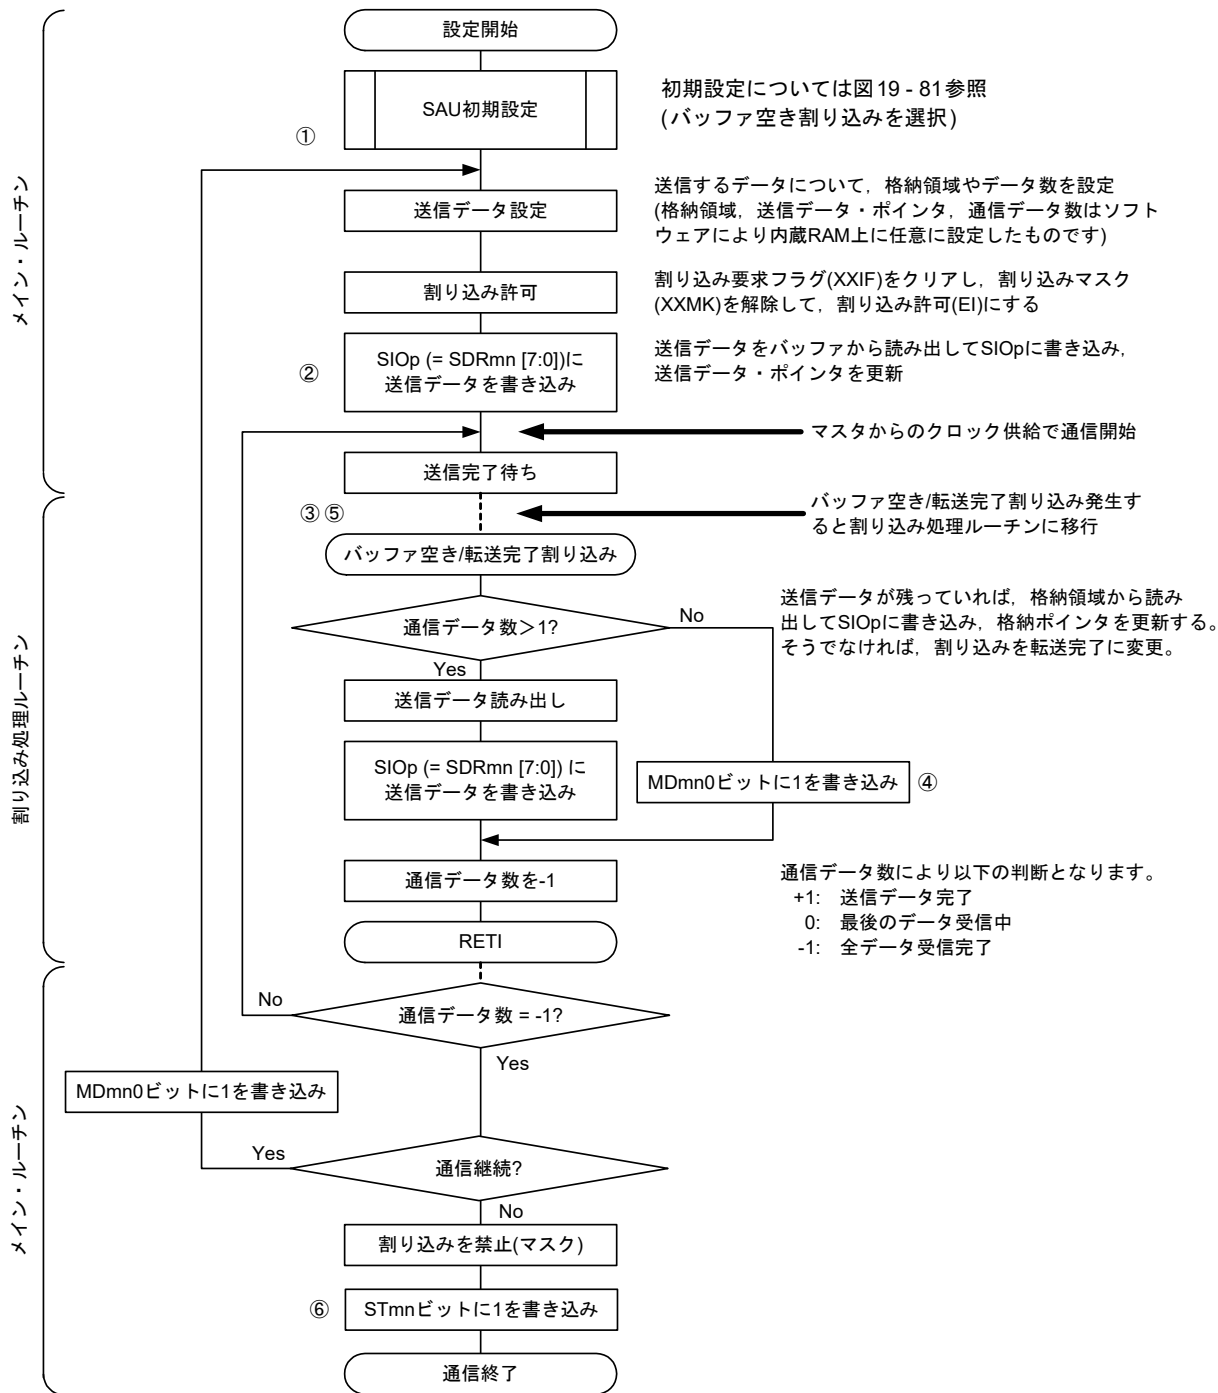 設定開始
SAU初期設定
初期設定については図19 - 81参照
(バッファ空き割り込みを選択)
①
メイン・ルーチン
送信データ設定
送信するデータについて，格納領域やデータ数を設定
(格納領域，送信データ・ポインタ，通信データ数はソフト
ウェアにより内蔵RAM上に任意に設定したものです)
割り込み許可
割り込み要求フラグ(XXIF)をクリアし，割り込みマスク
(XXMK)を解除して，割り込み許可(EI)にする
②
SIOp (= SDRmn [7:0])に
送信データを書き込み
送信データをバッファから読み出してSIOpに書き込み，
送信データ・ポインタを更新
マスタからのクロック供給で通信開始
送信完了待ち
③ ⑤
バッファ空き/転送完了割り込み発生す
ると割り込み処理ルーチンに移行
割り込み処理ルーチン
バッファ空き/転送完了割り込み
通信データ数＞1?
No
Yes
送信データが残っていれば，格納領域から読み
出してSIOpに書き込み，格納ポインタを更新する。
そうでなければ，割り込みを転送完了に変更。
送信データ読み出し
SIOp (= SDRmn [7:0]) に
送信データを書き込み
MDmn0ビットに1を書き込み
④
通信データ数を-1
通信データ数により以下の判断となります。
+1: 送信データ完了
0: 最後のデータ受信中
-1: 全データ受信完了
RETI
メイン・ルーチン
通信データ数 = -1?
No
Yes
MDmn0ビットに1を書き込み
通信継続?
Yes
No
割り込みを禁止(マスク)
⑥
STmnビットに1を書き込み
通信終了